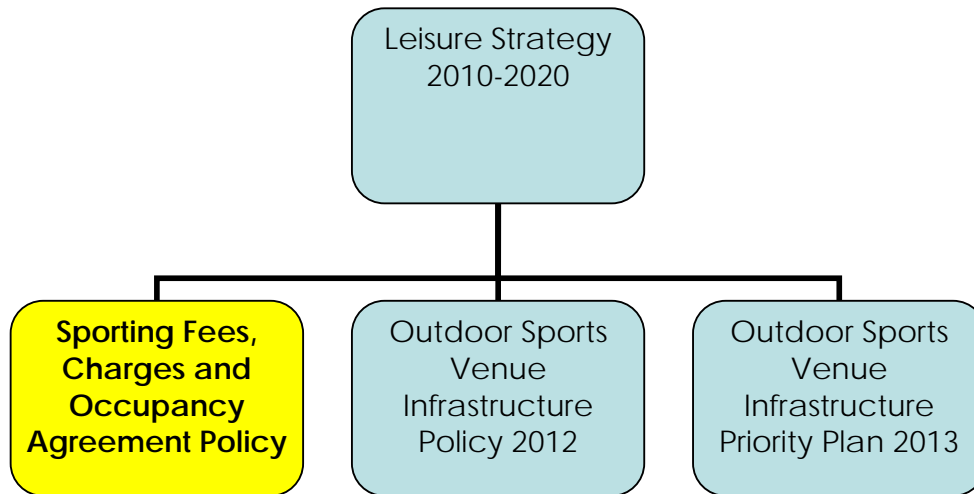 Leisure Strategy
2010-2020
Sporting Fees,
Charges and
Occupancy
Agreement Policy
Outdoor Sports
Venue
Infrastructure
Policy 2012
Outdoor Sports
Venue
Infrastructure
Priority Plan 2013